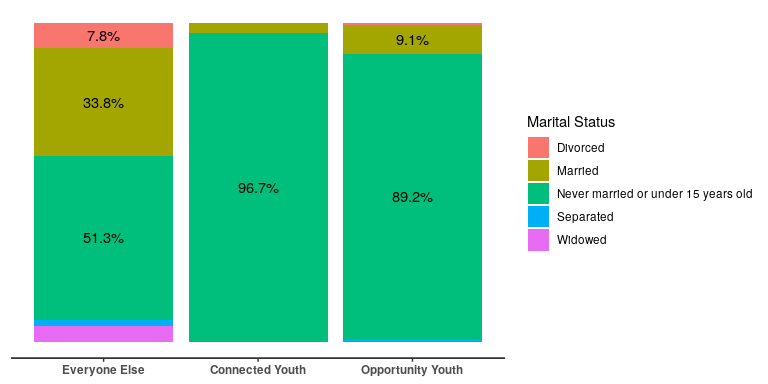 7.8%
9.1%
33.8%
96.7%
89.2%
51.3%
Everyone Else
Connected Youth
Opportunity Youth
Marital Status
Divorced
Married
Never married or under 15 years old
Separated
Widowed